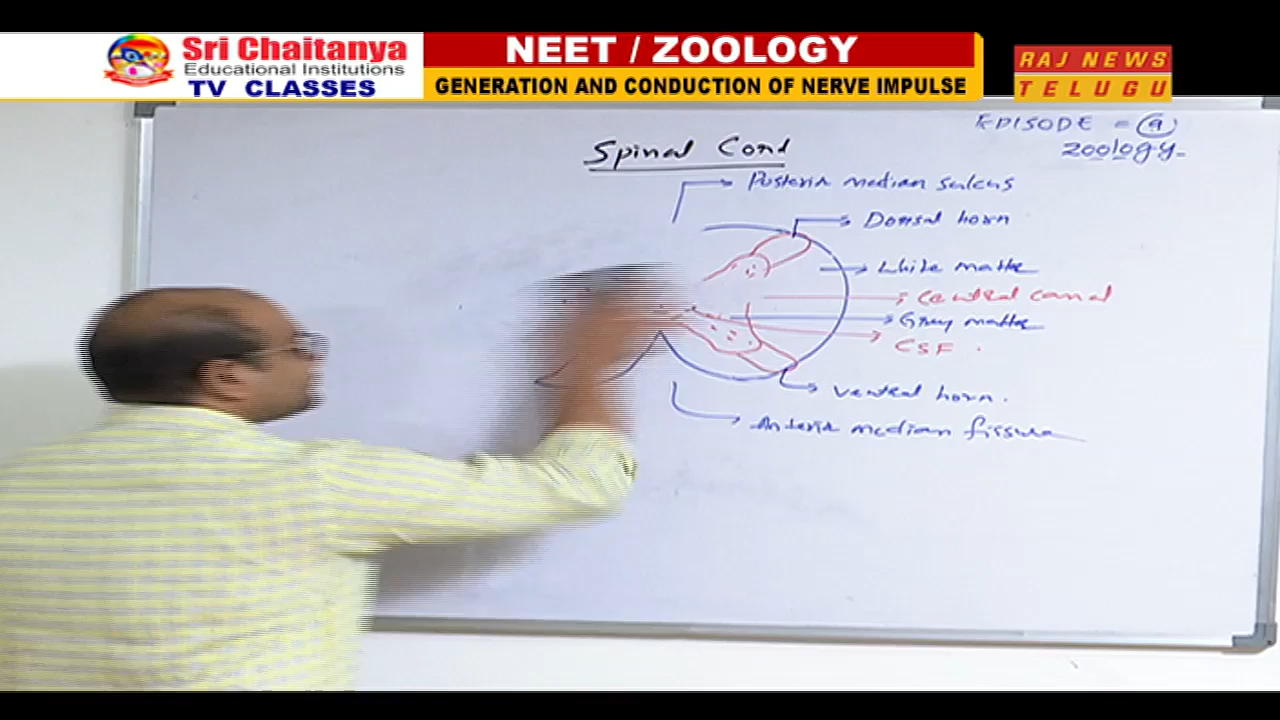 Sri Chaitanya
Educational Institutions
TV CLASSES
NEET / ZOOLOGY
GENERATION AND CONDUCTION OF NERVE IMPULSE
RAJ NEWS
TELUGU
EPISODE = 9
Zoology
Spinal Cord
Posterior median sulcus
Dorsal horn
White matter
Central canal
Grey matter
CSF
Ventral horn.
Anterior median fissure